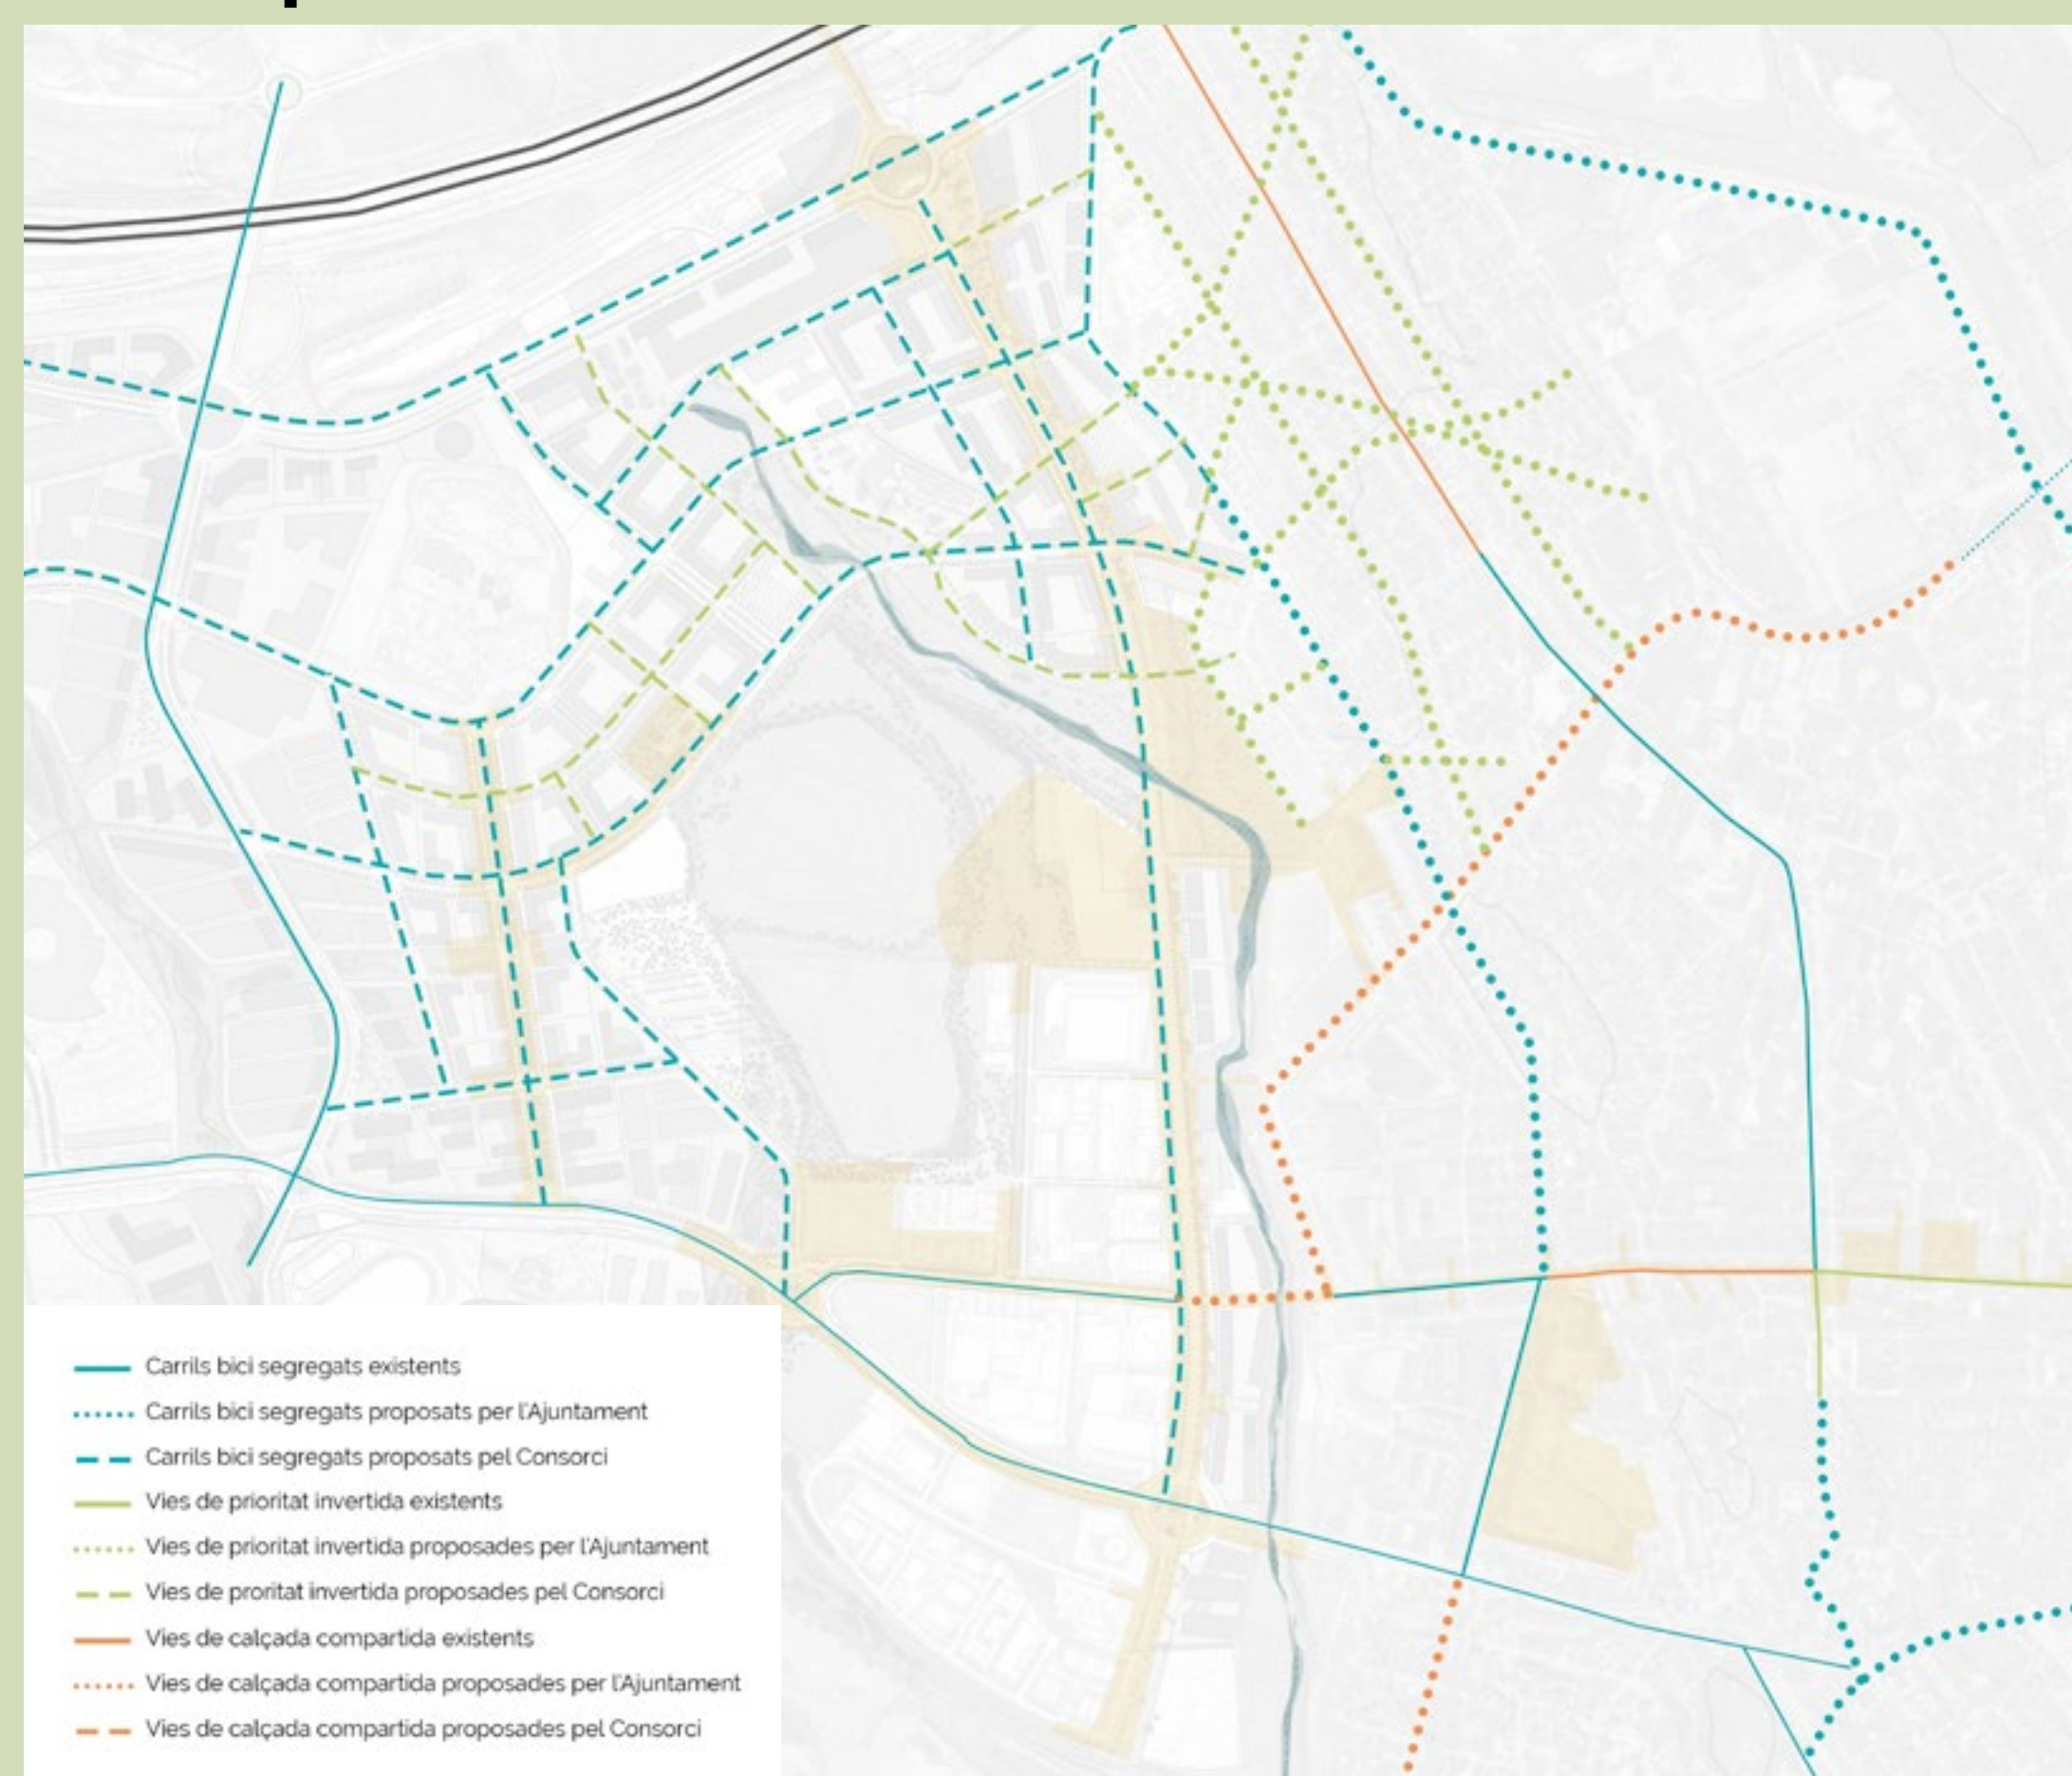 Carrils bici segregats existents
Carrils bici segregats proposats per l'Ajuntament
Carrils bici segregats proposats pel Consorci
Vies de prioritat invertida existents
Vies de prioritat invertida proposades per l'Ajuntament
Vies de proritat invertida proposades pel Consorci
Vies de calçada compartida existents
Vies de calçada compartida proposades per l'Ajuntament
Vies de calçada compartida proposades pel Consorci